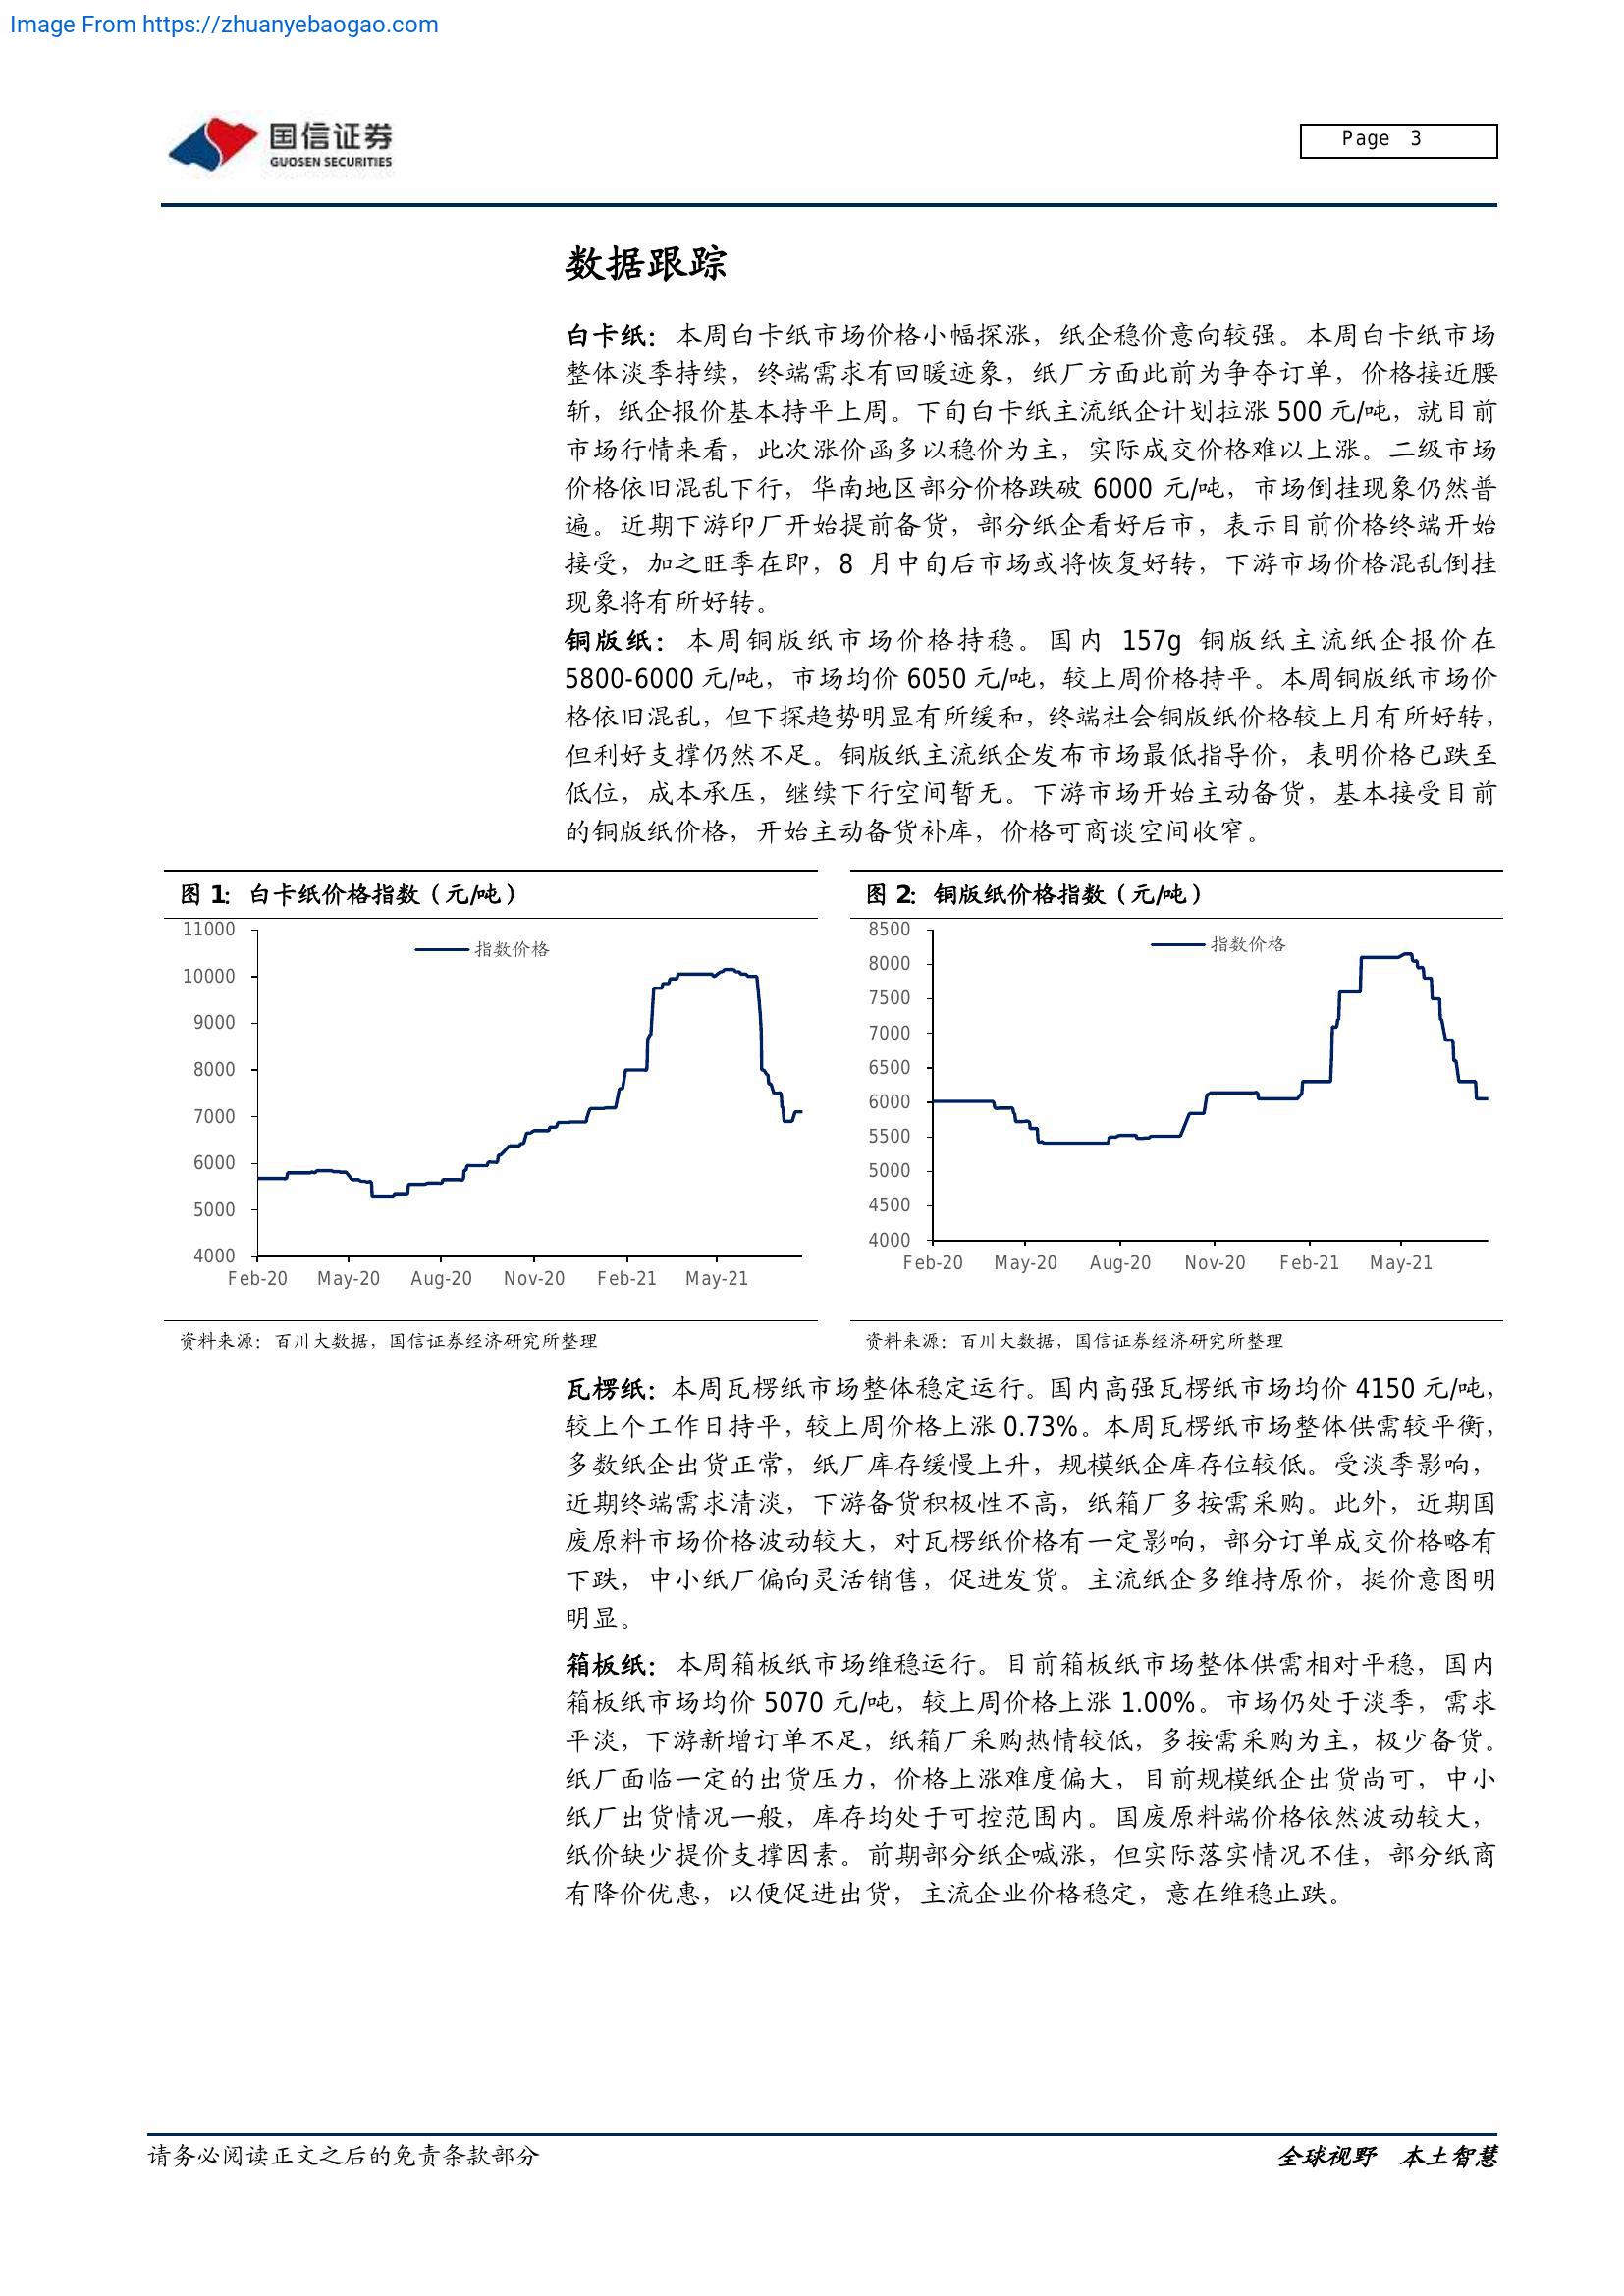 Image From https://zhuanyebaogao.com
国信证券
GUOSEN SECURITIES
Page 3
数据跟踪
白卡纸：本周白卡纸市场价格小幅探涨，纸企稳价意向较强。本周白卡纸市场
整体淡季持续，终端需求有回暖迹象，纸厂方面此前为争夺订单，价格接近腰
斩，纸企报价基本持平上周。下旬白卡纸主流纸企计划拉涨 500 元/吨，就目前
市场行情来看，此次涨价函多以稳价为主，实际成交价格难以上涨。二级市场
价格依旧混乱下行，华南地区部分价格跌破 6000 元/吨，市场倒挂现象仍然普
遍。近期下游印厂开始提前备货，部分纸企看好后市，表示目前价格终端开始
接受，加之旺季在即，8 月中旬后市场或将恢复好转，下游市场价格混乱倒挂
现象将有所好转。
铜版纸：本周铜版纸市场价格持稳。国内 157g 铜版纸主流纸企报价在
5800-6000 元/吨，市场均价 6050 元/吨，较上周价格持平。本周铜版纸市场价
格依旧混乱，但下探趋势明显有所缓和，终端社会铜版纸价格较上月有所好转，
但利好支撑仍然不足。铜版纸主流纸企发布市场最低指导价，表明价格已跌至
低位，成本承压，继续下行空间暂无。下游市场开始主动备货，基本接受目前
的铜版纸价格，开始主动备货补库，价格可商谈空间收窄。
图 1：白卡纸价格指数（元/吨）
指数价格
11000
10000
9000
8000
7000
6000
5000
4000
Feb-20 May-20 Aug-20 Nov-20 Feb-21 May-21
资料来源：百川大数据，国信证券经济研究所整理
图 2：铜版纸价格指数（元/吨）
指数价格
8500
8000
7500
7000
6500
6000
5500
5000
4500
4000
Feb-20 May-20 Aug-20 Nov-20 Feb-21 May-21
资料来源：百川大数据，国信证券经济研究所整理
瓦楞纸：本周瓦楞纸市场整体稳定运行。国内高强瓦楞纸市场均价 4150 元/吨，
较上个工作日持平，较上周价格上涨 0.73%。本周瓦楞纸市场整体供需较平衡，
多数纸企出货正常，纸厂库存缓慢上升，规模纸企库存位较低。受淡季影响，
近期终端需求清淡，下游备货积极性不高，纸箱厂多按需采购。此外，近期国
废原料市场价格波动较大，对瓦楞纸价格有一定影响，部分订单成交价格略有
下跌，中小纸厂偏向灵活销售，促进发货。主流纸企多维持原价，挺价意图明
明显。
箱板纸：本周箱板纸市场维稳运行。目前箱板纸市场整体供需相对平稳，国内
箱板纸市场均价 5070 元/吨，较上周价格上涨 1.00%。市场仍处于淡季，需求
平淡，下游新增订单不足，纸箱厂采购热情较低，多按需采购为主，极少备货。
纸厂面临一定的出货压力，价格上涨难度偏大，目前规模纸企出货尚可，中小
纸厂出货情况一般，库存均处于可控范围内。国废原料端价格依然波动较大，
纸价缺少提价支撑因素。前期部分纸企喊涨，但实际落实情况不佳，部分纸商
有降价优惠，以便促进出货，主流企业价格稳定，意在维稳止跌。
请务必阅读正文之后的免责条款部分
全球视野 本土智慧